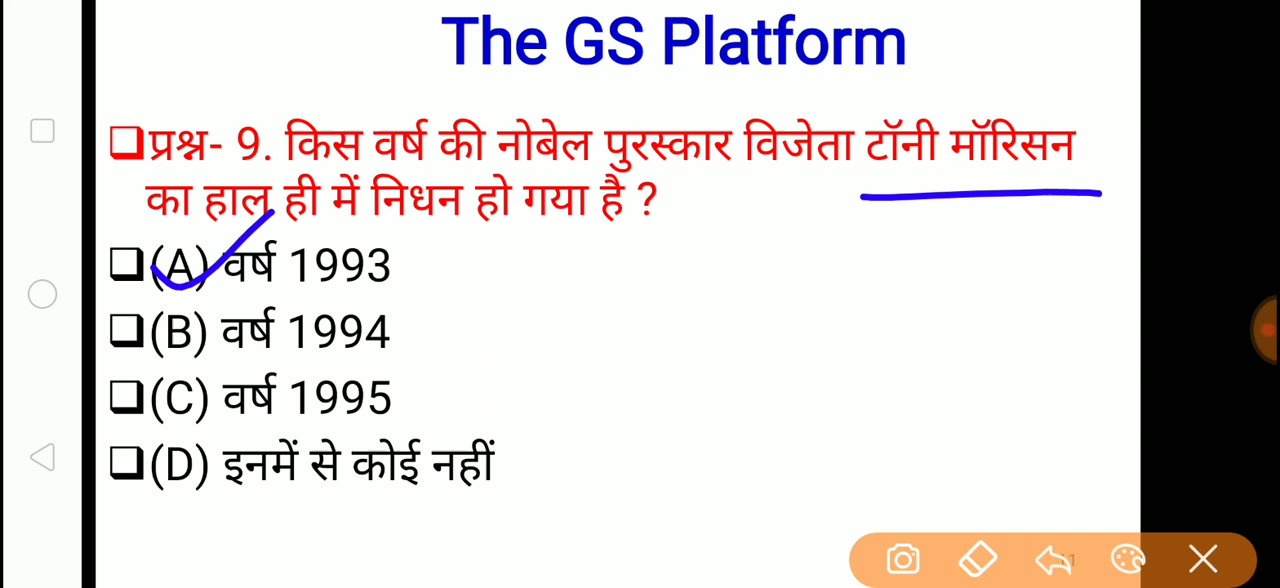 The GS Platform
❑प्रश्न- 9. किस वर्ष की नोबेल पुरस्कार विजेता टॉनी मॉरिसन
का हाल ही में निधन हो गया है ?
❑(A) वर्ष 1993
❑(B) वर्ष 1994
❑(C) वर्ष 1995
❑(D) इनमें से कोई नहीं